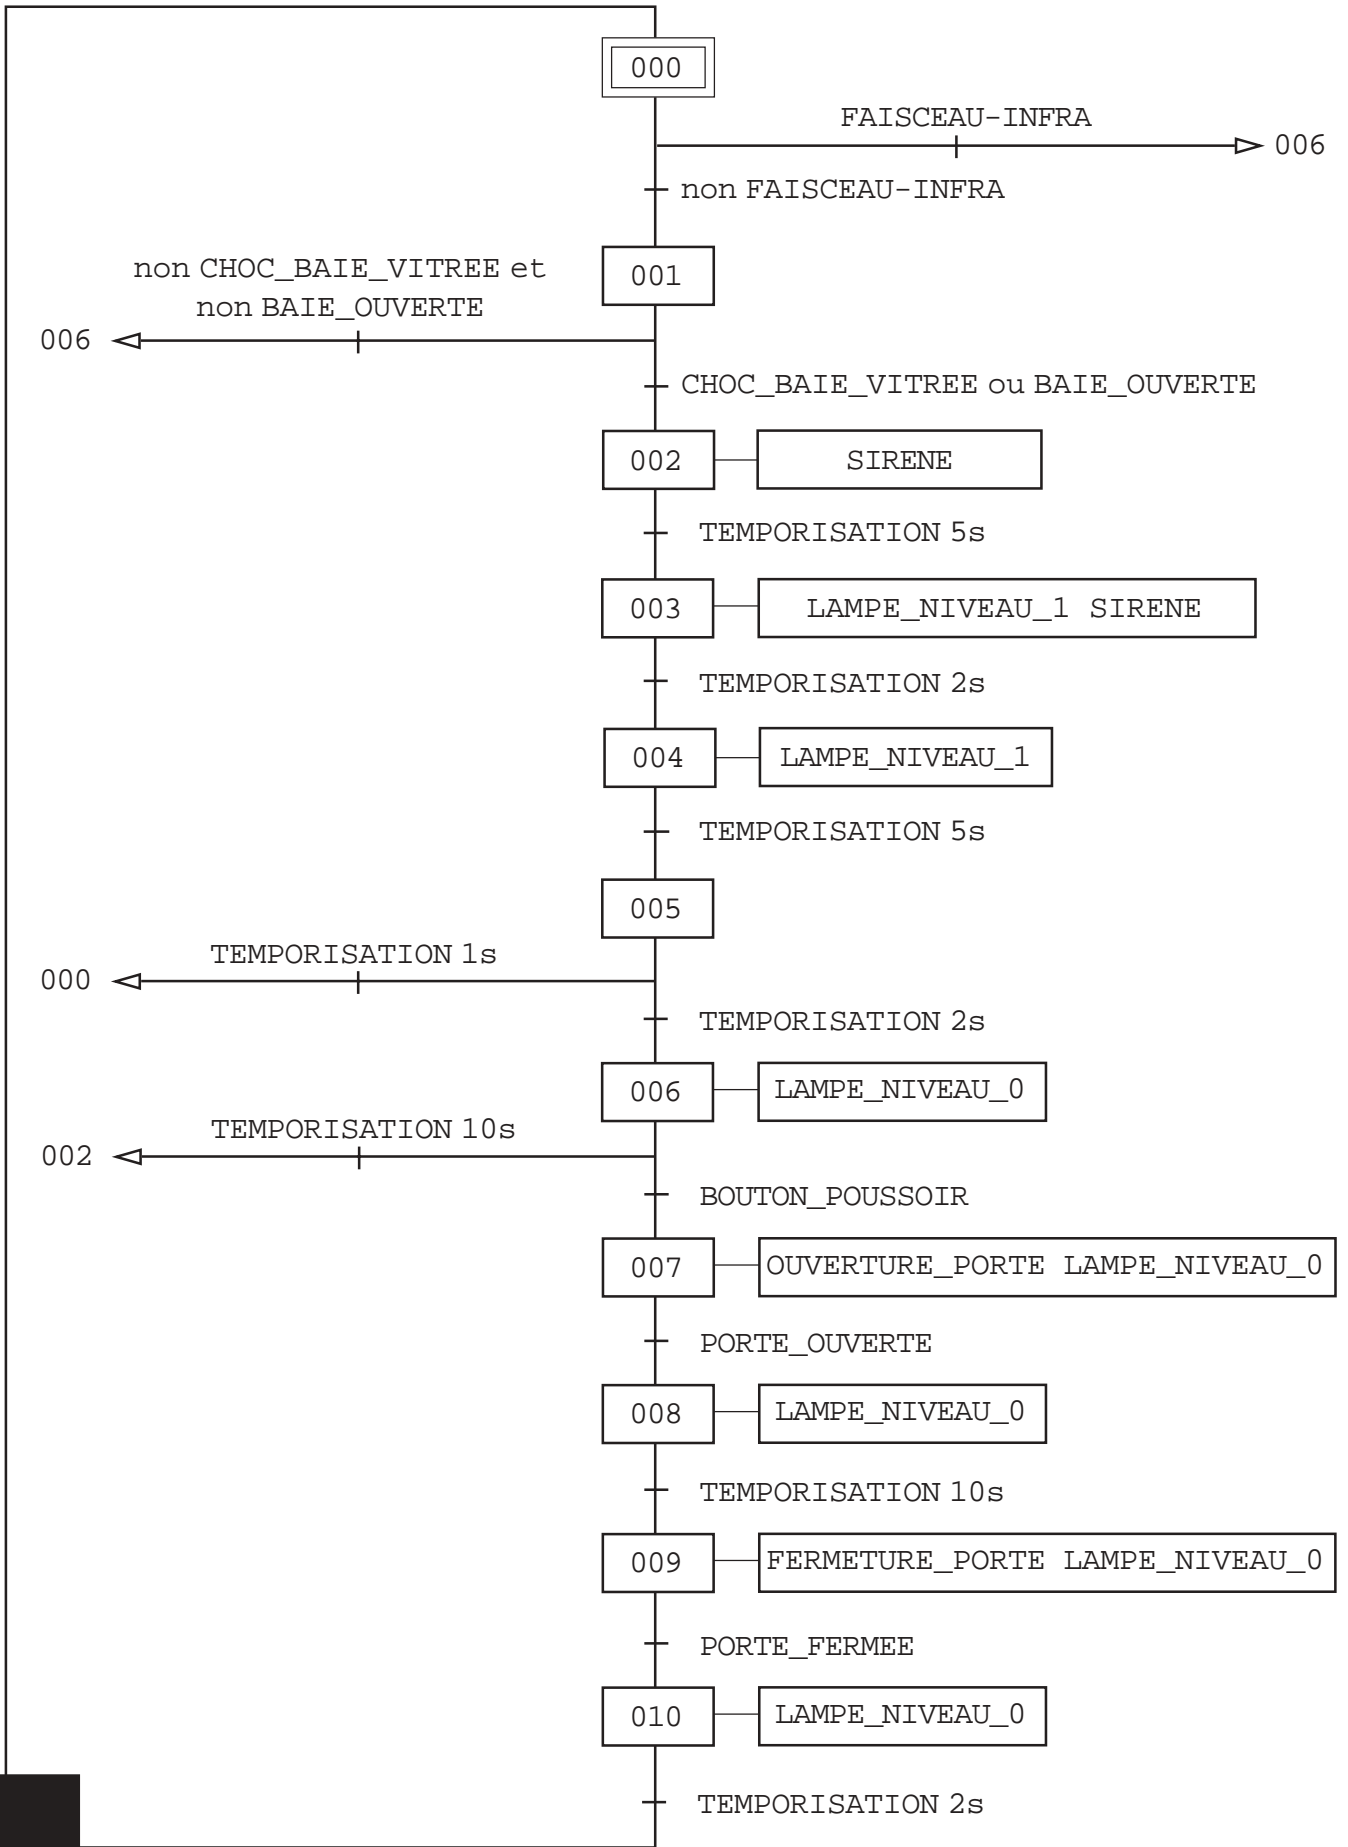 000
FAISCEAU-INFRA
006
non FAISCEAU-INFRA
001
non CHOC_BAIE_VITREE et
non BAIE_OUVERTE
006
CHOC_BAIE_VITREE ou BAIE_OUVERTE
002
SIRENE
TEMPORISATION 5s
003
LAMPE_NIVEAU_1 SIRENE
TEMPORISATION 2s
004
LAMPE_NIVEAU_1
TEMPORISATION 5s
005
TEMPORISATION 1s
000
TEMPORISATION 2s
006
LAMPE_NIVEAU_0
TEMPORISATION 10s
002
BOUTON_POUSSOIR
007
OUVERTURE_PORTE LAMPE_NIVEAU_0
PORTE_OUVERTE
008
LAMPE_NIVEAU_0
TEMPORISATION 10s
009
FERMETURE_PORTE LAMPE_NIVEAU_0
PORTE_FERMEE
010
LAMPE_NIVEAU_0
TEMPORISATION 2s